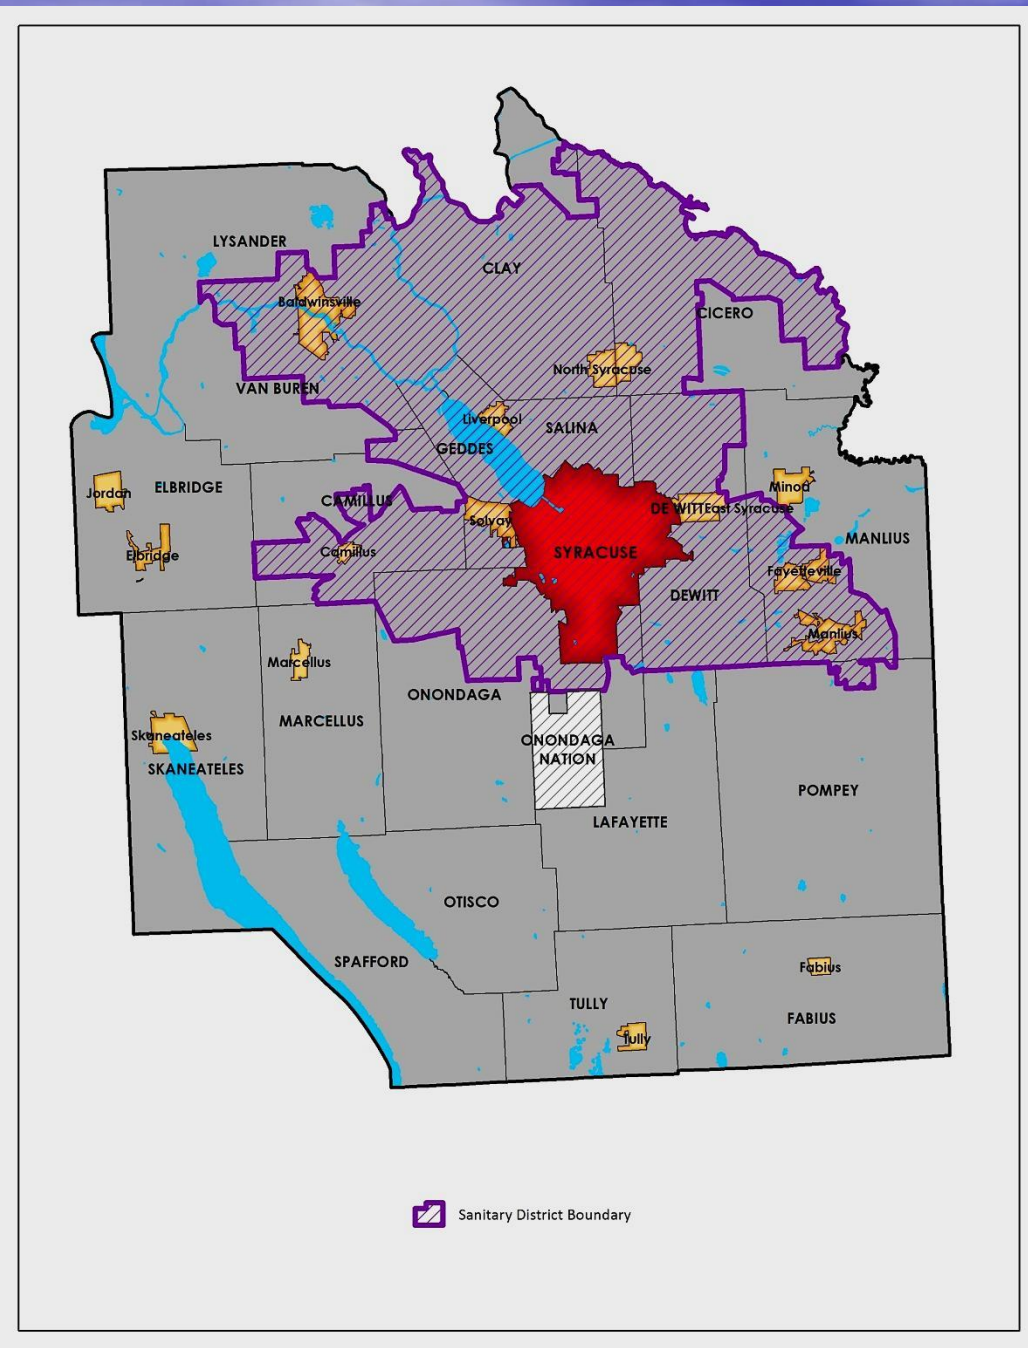 LYSANDER
CLAY
Baldwinsville
CICERO
North Syracuse
VAN BUREN
Liverpool
SALINA
GEDDES
Jordan
ELBRIDGE
CAMILLUS
Minoa
Solvay
DE WITT
East Syracuse
MANLIUS
Elbridge
Camillus
SYRACUSE
Fayetteville
DEWITT
Manlius
Marcellus
ONONDAGA
MARCELLUS
Skaneateles
ONONDAGA
NATION
SKANEATELES
POMPEY
LAFAYETTE
OTISCO
SPAFFORD
Fabius
TULLY
FABIUS
Tully
Sanitary District Boundary